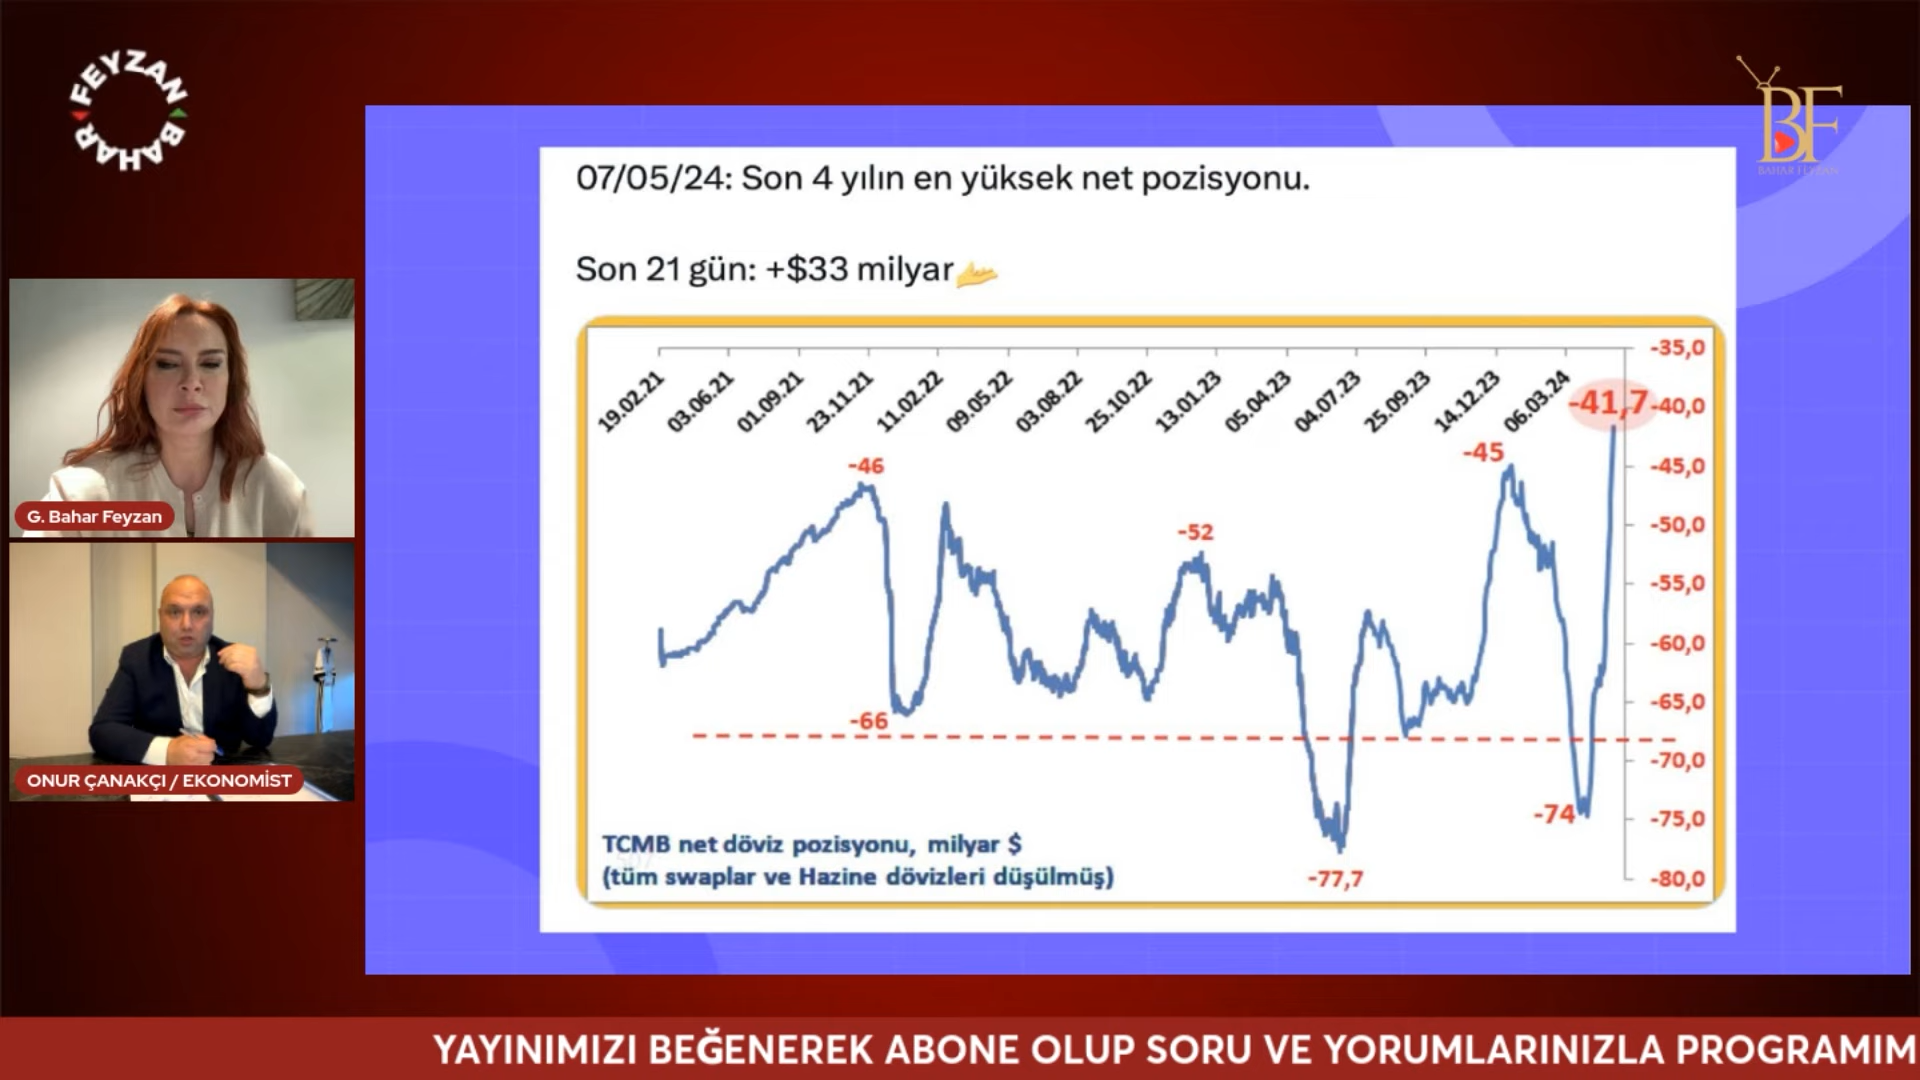 FEYZAN
BAHAR
BF
BAHAR FEYZAN
07/05/24: Son 4 yılın en yüksek net pozisyonu.
Son 21 gün: +$33 milyar
19.02.21
03.06.21
01.09.21
23.11.21
11.02.22
09.05.22
03.08.22
25.10.22
13.01.23
05.04.23
04.07.23
25.09.23
14.12.23
06.03.24
-35,0
-40,0
-45,0
-50,0
-55,0
-60,0
-65,0
-70,0
-75,0
-80,0
-41,7
-46
-45
-52
-66
-74
-77,7
TCMB net döviz pozisyonu, milyar $
(tüm swaplar ve Hazine dövizleri düşülmüş)
G. Bahar Feyzan
ONUR ÇANAKÇI / EKONOMİST
YAYINIMIZI BEĞENEREK ABONE OLUP SORU VE YORUMLARINIZLA PROGRAMIM